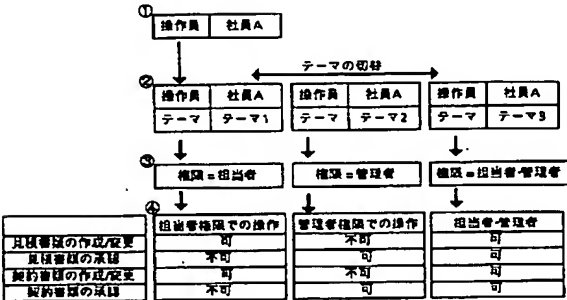 ①
操作員 社員A
テーマの切替
②
操作員 社員A 操作員 社員A 操作員 社員A
テーマ テーマ1 テーマ テーマ2 テーマ テーマ3
③
権限=担当者 権限=管理者 権限=担当者・管理者
④
担当者権限での操作 管理者権限での操作 担当者・管理者
見積書類の作成/変更 可 不可 可
見積書類の承認 不可 可 可
契約書類の作成/変更 可 不可 可
契約書類の承認 不可 可 可